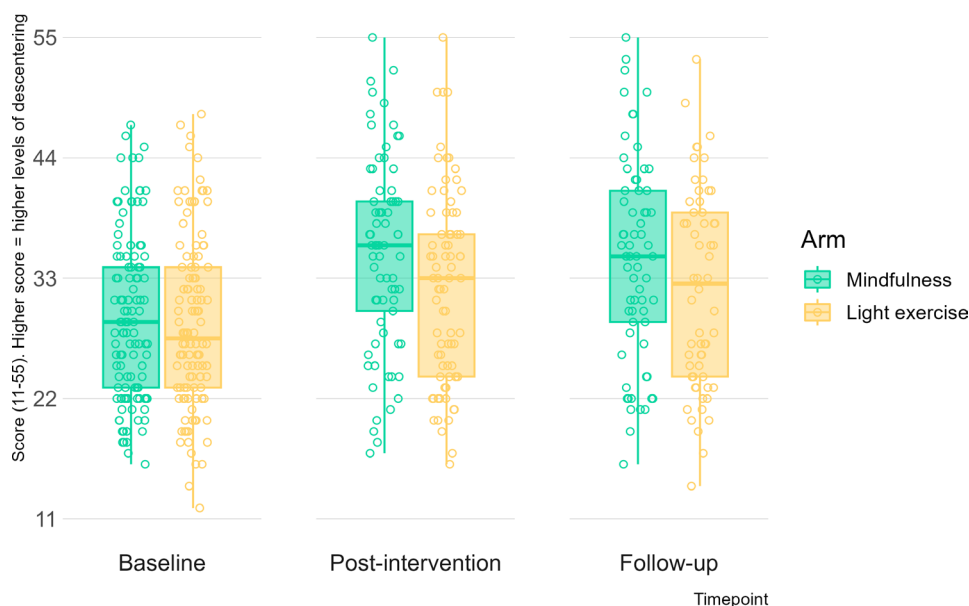 Score (11-55). Higher score = higher levels of descentering
55
44
33
22
11
Baseline
Post-intervention
Follow-up
Timepoint
Arm
Mindfulness
Light exercise